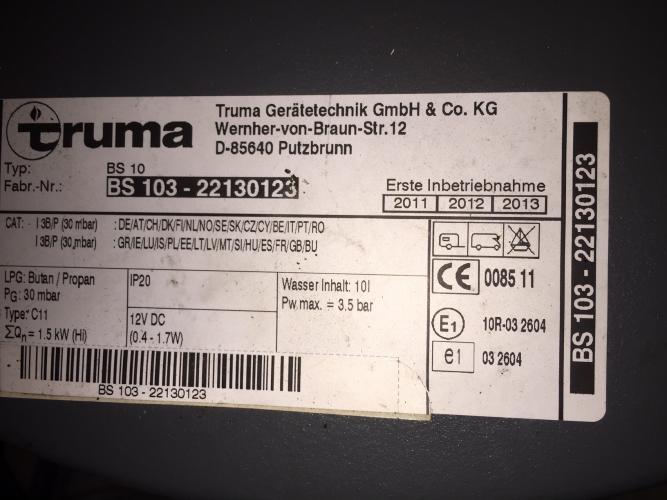 truma
Truma Gerätetechnik GmbH & Co. KG
Wernher-von-Braun-Str.12
D-85640 Putzbrunn
Typ: BS 10
Fabr.-Nr.: BS 103 - 22130123
Erste Inbetriebnahme
2011 2012 2013
CAT: - I 3B/P (30 mbar) : DE/AT/CH/DK/FI/NL/NO/SE/SK/CZ/CY/BE/IT/PT/RO
I 3B/P (30 mbar) : GR/IE/LU/IS/PL/EE/LT/LV/MT/SI/HU/ES/FR/GB/BU
LPG: Butan / Propan
Pg: 30 mbar
Type: C11
ΣQn = 1.5 kW (Hi)
IP20
12V DC
(0.4 - 1.7W)
Wasser Inhalt: 10l
Pw. max. = 3.5 bar
CE 0085 11
E1 10R-03 2604
e1 03 2604
BS 103 - 22130123
BS 103 - 22130123